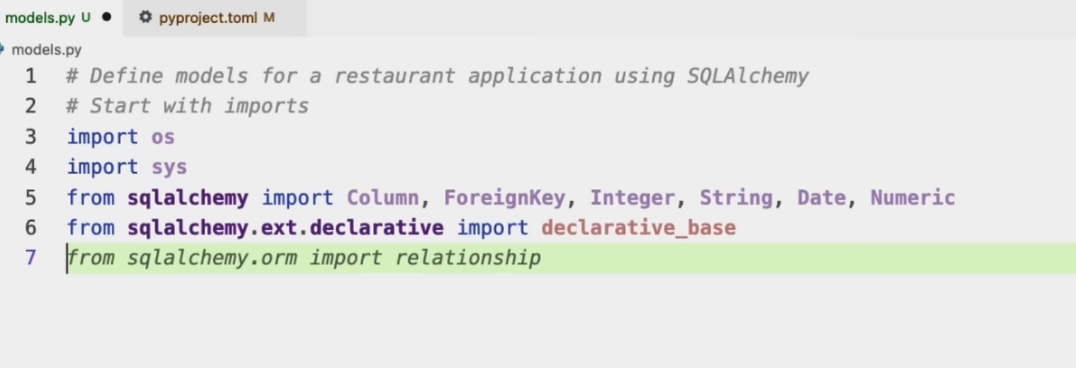 models.py U ●
pyproject.toml M
models.py
1 # Define models for a restaurant application using SQLAlchemy
2 # Start with imports
3 import os
4 import sys
5 from sqlalchemy import Column, ForeignKey, Integer, String, Date, Numeric
6 from sqlalchemy.ext.declarative import declarative_base
7 from sqlalchemy.orm import relationship